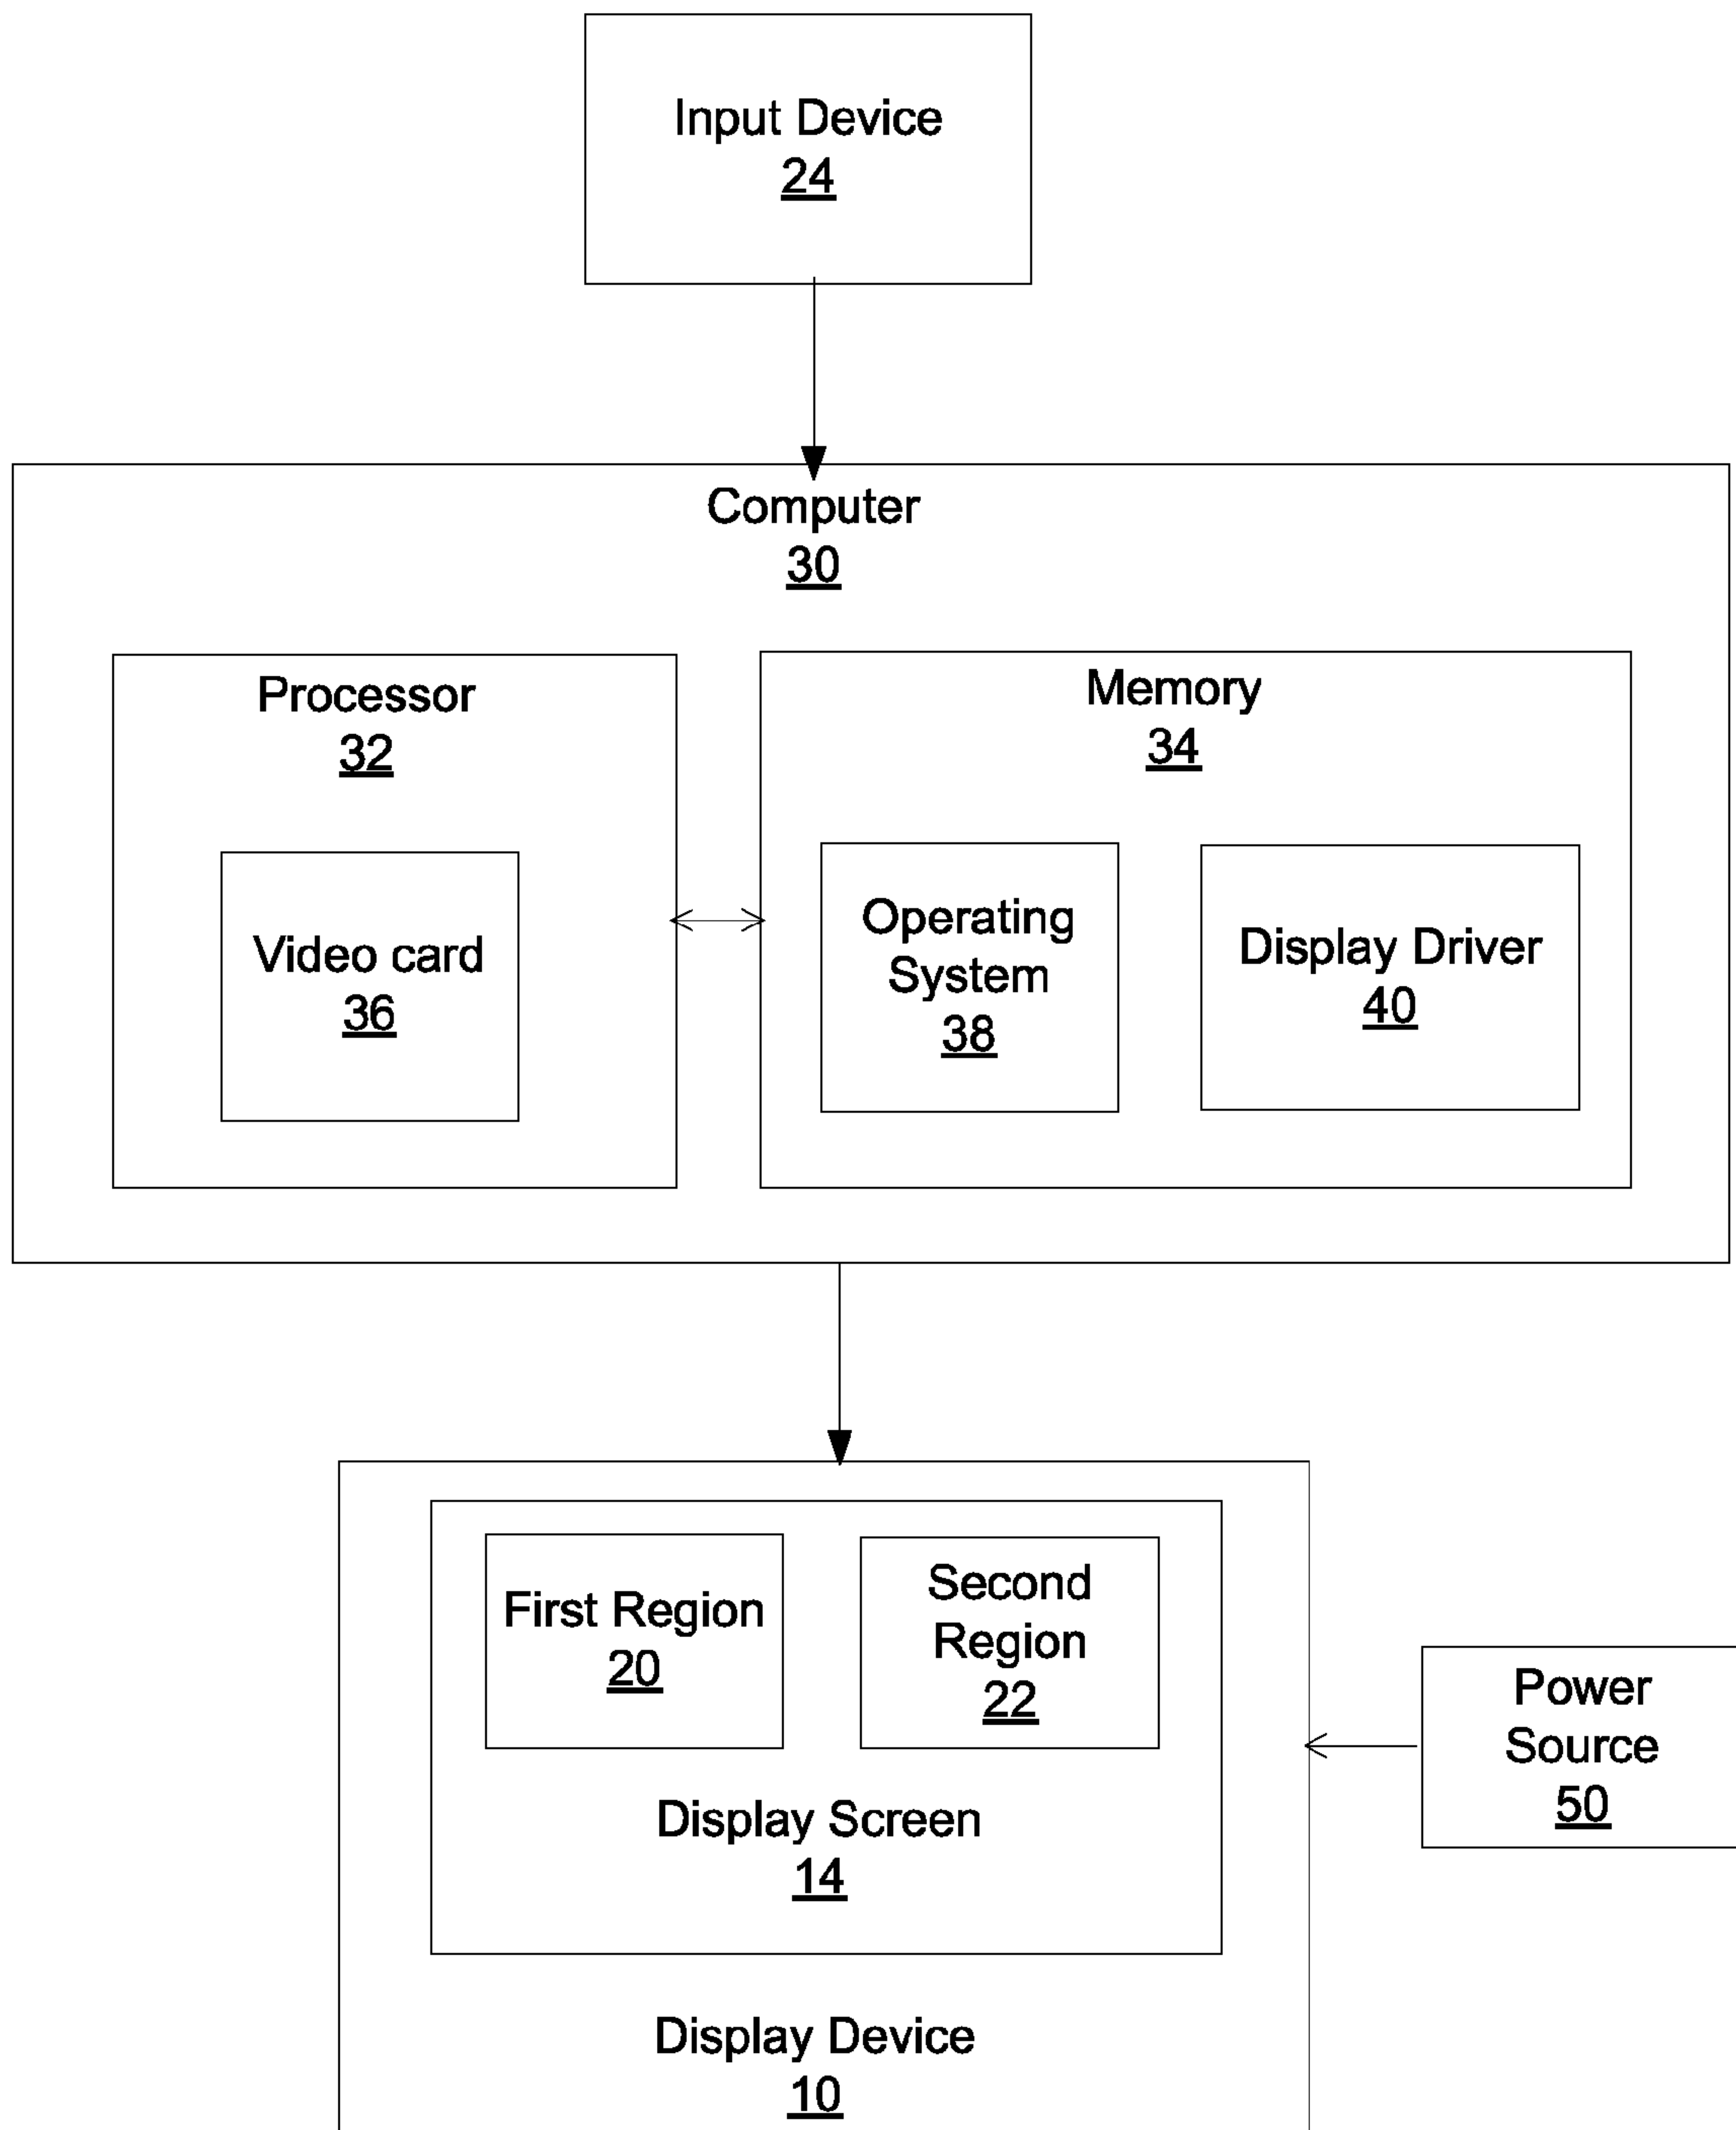 Input Device
24
Computer
30
Processor
32
Video card
36
Memory
34
Operating
System
38
Display Driver
40
First Region
20
Second
Region
22
Display Screen
14
Display Device
10
Power
Source
50